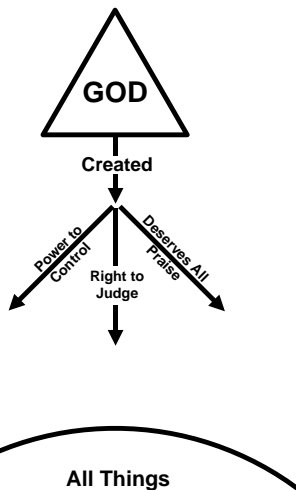 GOD
Created
Power to
Control
Right to
Judge
Deserves All
Praise
All Things